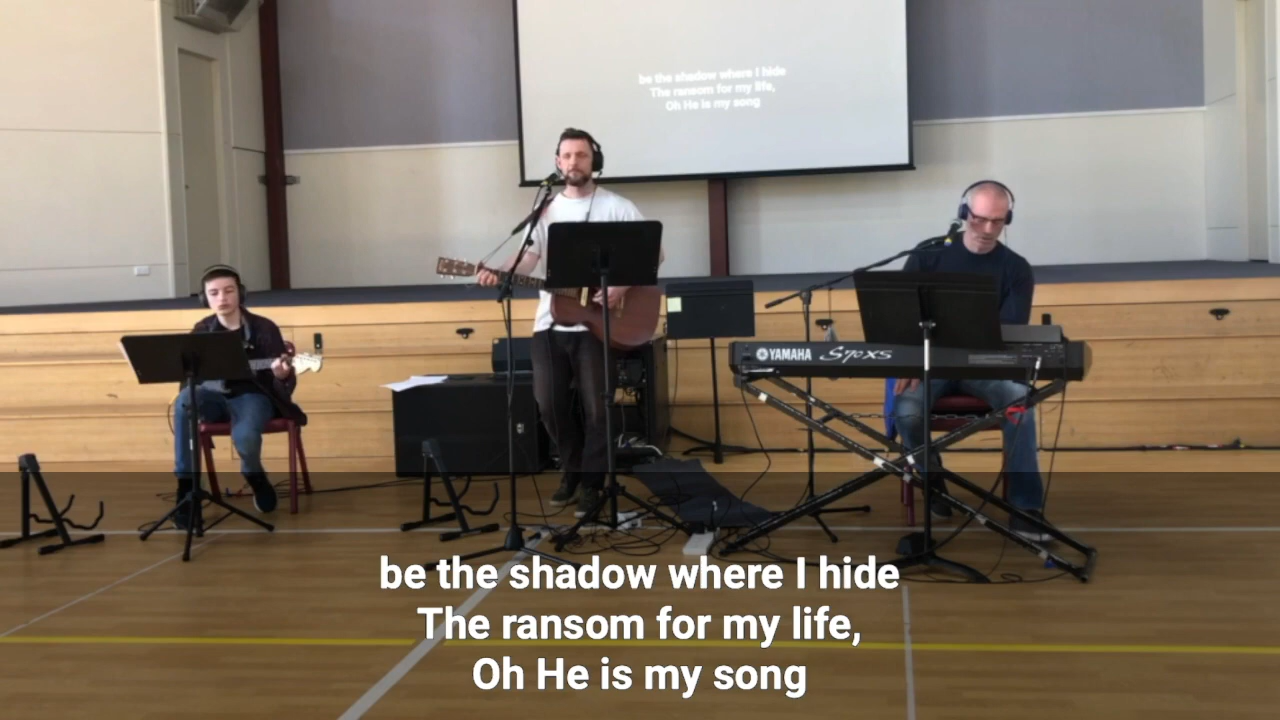 be the shadow where I hide
The ransom for my life,
Oh He is my song
YAMAHA S70XS
be the shadow where I hide
The ransom for my life,
Oh He is my song